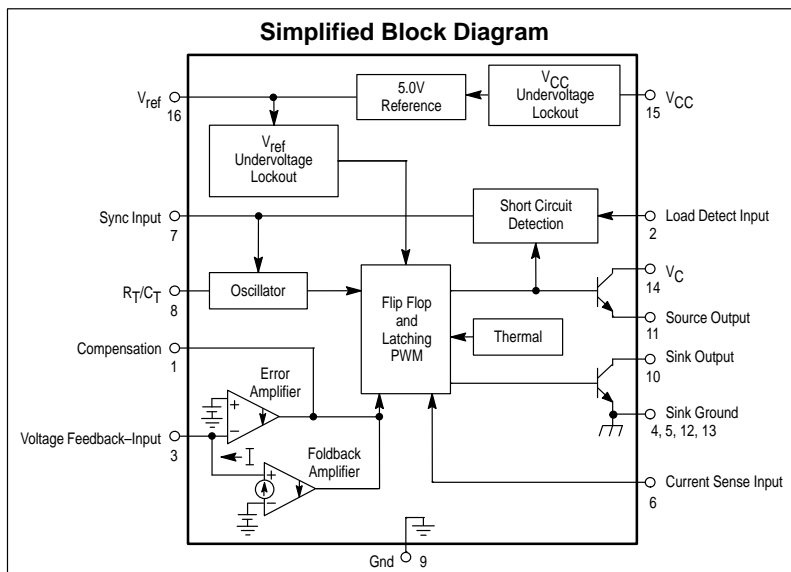 Simplified Block Diagram
Vref
16
5.0V
Reference
VCC
Undervoltage
Lockout
VCC
15
Vref
Undervoltage
Lockout
Sync Input
7
Short Circuit
Detection
Load Detect Input
2
RT/CT
8
Oscillator
Flip Flop
and
Latching
PWM
VC
14
Source Output
11
Thermal
Compensation
1
Sink Output
10
Error
Amplifier
+
–
Sink Ground
4, 5, 12, 13
Voltage Feedback–Input
3
I
Foldback
Amplifier
+
–
Current Sense Input
6
Gnd
9